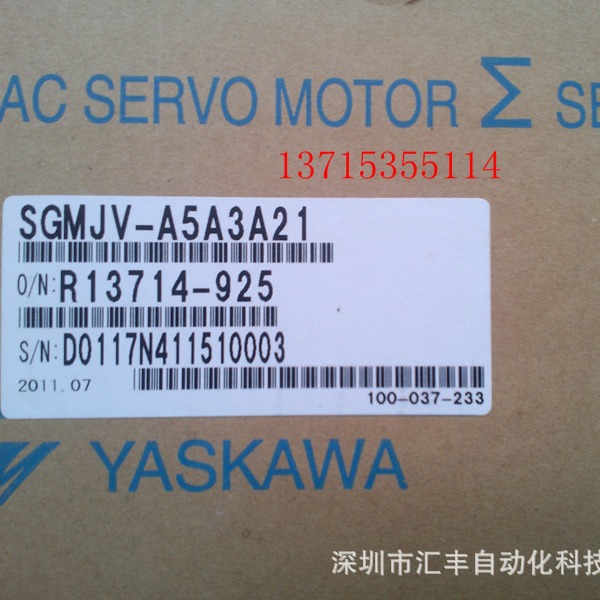 AC SERVO MOTOR Σ SE
13715355114
SGMJV-A5A3A21
O/N: R13714-925
S/N: D0117N411510003
2011.07
100-037-233
YASKAWA
深圳市汇丰自动化科技